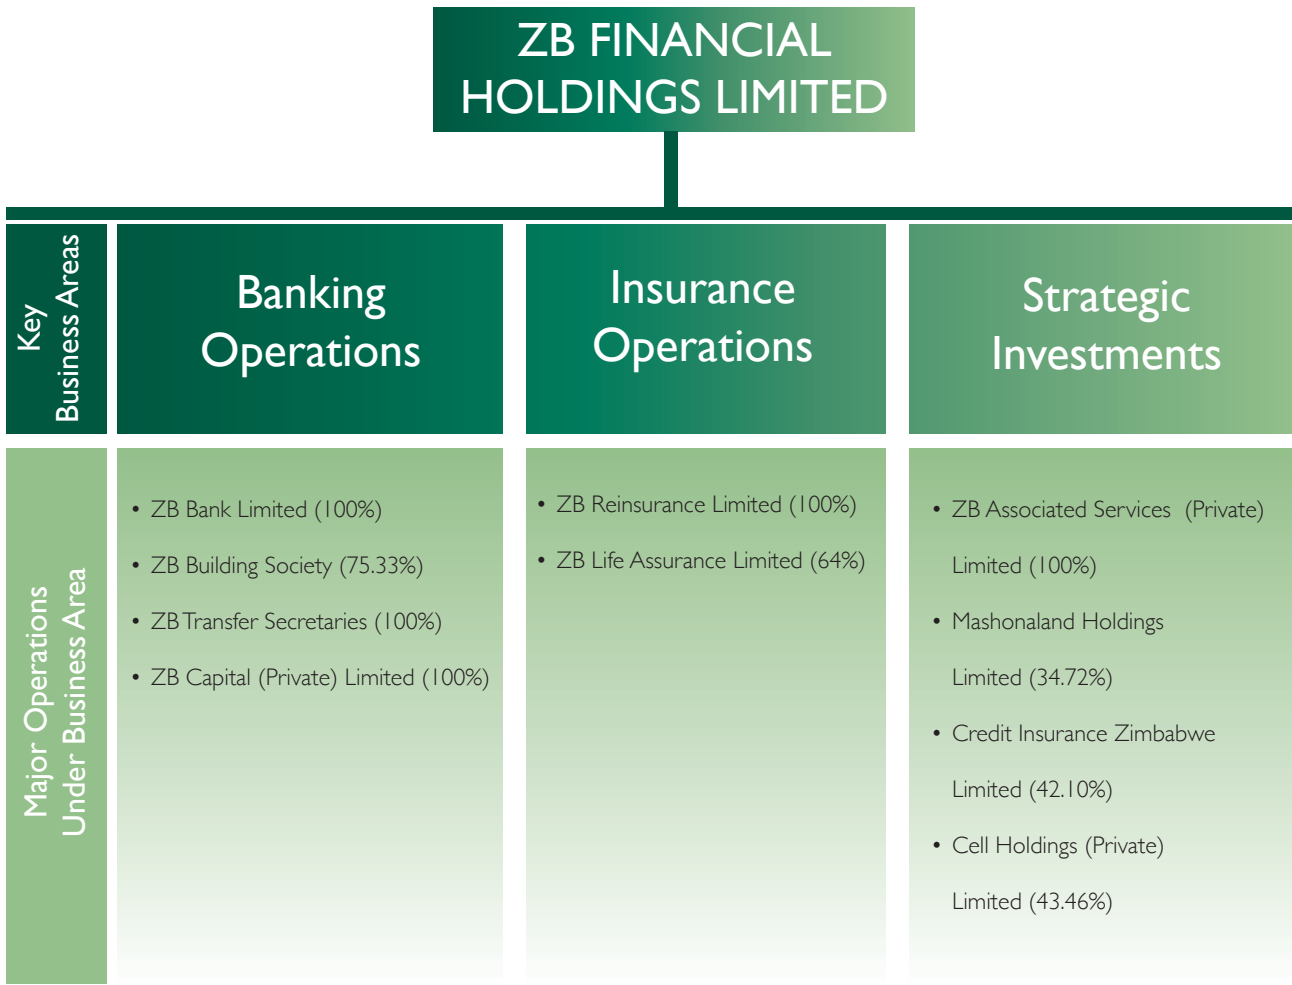 ZB FINANCIAL
HOLDINGS LIMITED
Key
Business Areas
Banking
Operations
Insurance
Operations
Strategic
Investments
Major Operations
Under Business Area
• ZB Bank Limited (100%)
• ZB Building Society (75.33%)
• ZB Transfer Secretaries (100%)
• ZB Capital (Private) Limited (100%)
• ZB Reinsurance Limited (100%)
• ZB Life Assurance Limited (64%)
• ZB Associated Services (Private)
Limited (100%)
• Mashonaland Holdings
Limited (34.72%)
• Credit Insurance Zimbabwe
Limited (42.10%)
• Cell Holdings (Private)
Limited (43.46%)